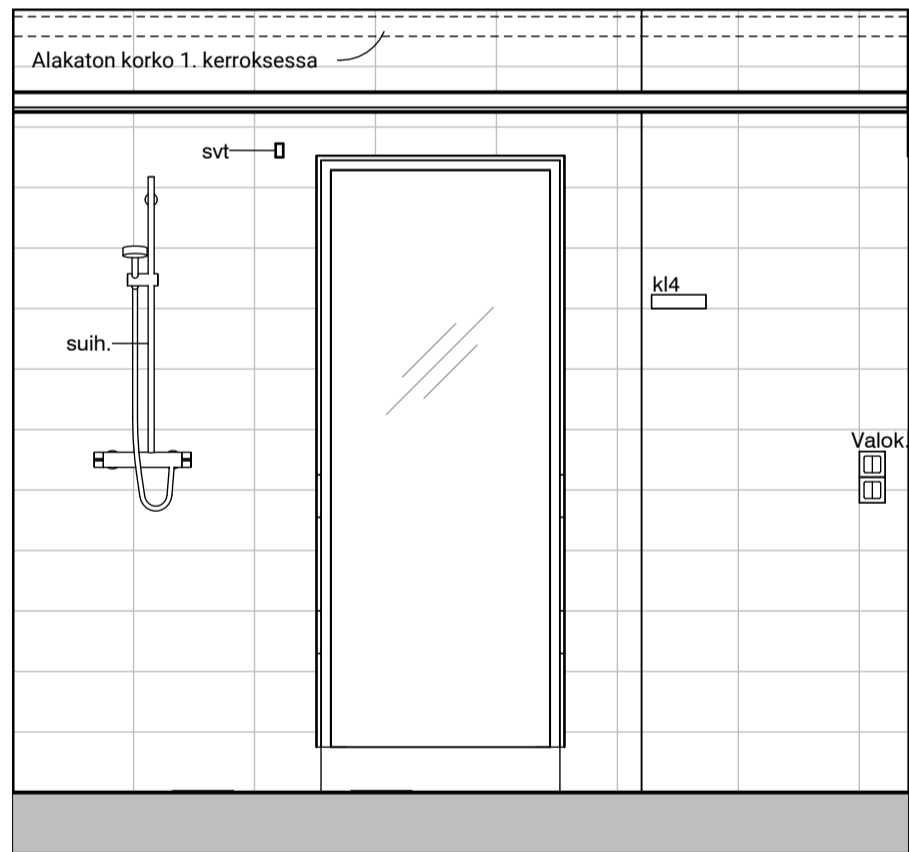 Alakaton korko 1. kerroksessa
svt
kl4
suih.
Valok.